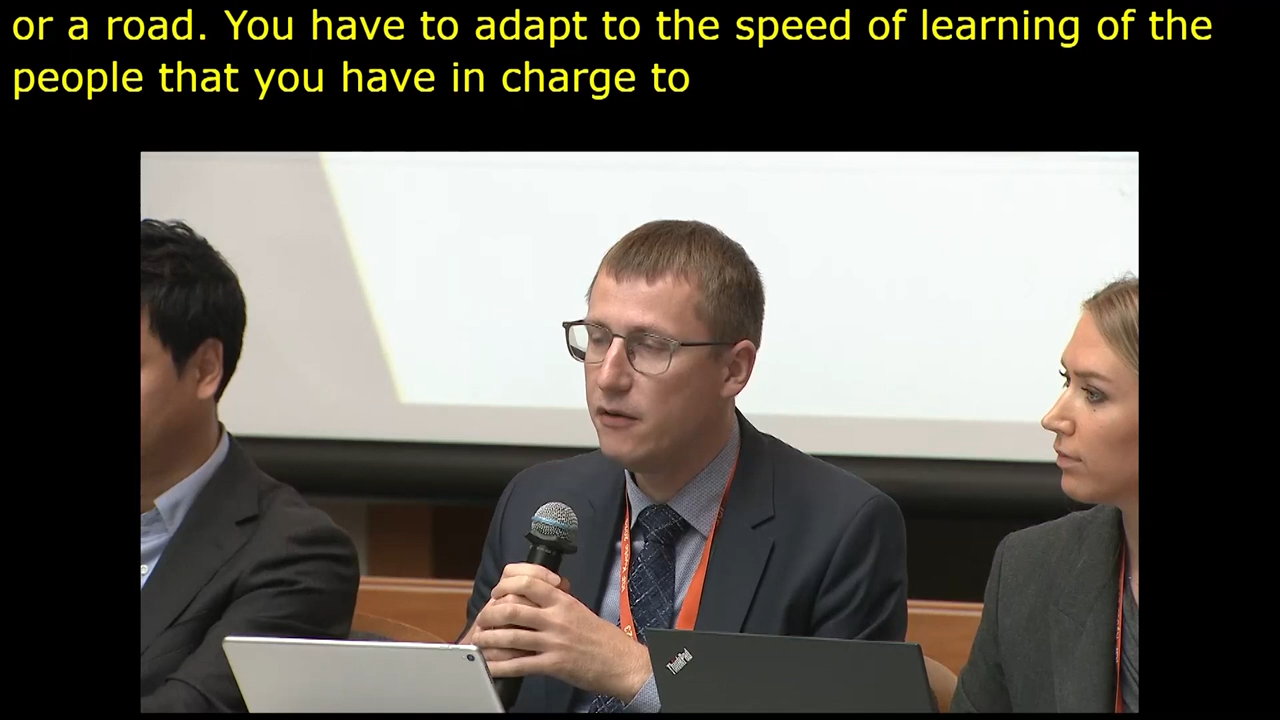 or a road. You have to adapt to the speed of learning of the
people that you have in charge to
ThinkPad